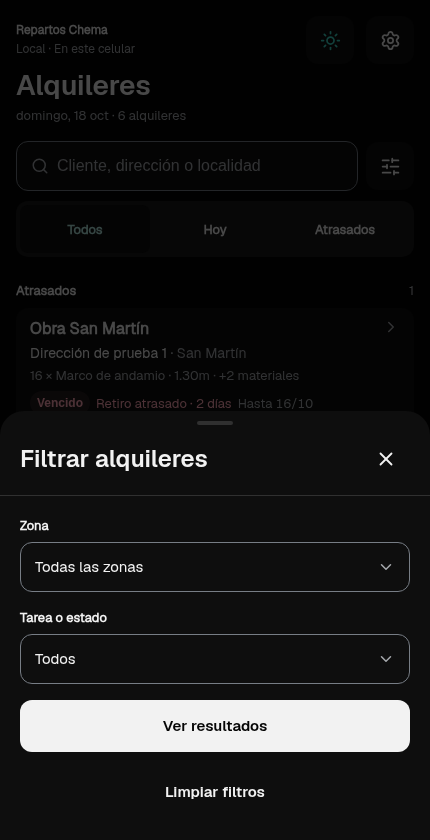 Repartos Chema
Local · En este celular
Alquileres
domingo, 18 oct · 6 alquileres
Cliente, dirección o localidad
Todos
Hoy
Atrasados
Atrasados
1
Obra San Martín
Dirección de prueba 1 · San Martín
16 × Marco de andamio · 1.30m · +2 materiales
Vencido Retiro atrasado · 2 días Hasta 16/10
Filtrar alquileres
Zona
Todas las zonas
Tarea o estado
Todos
Ver resultados
Limpiar filtros